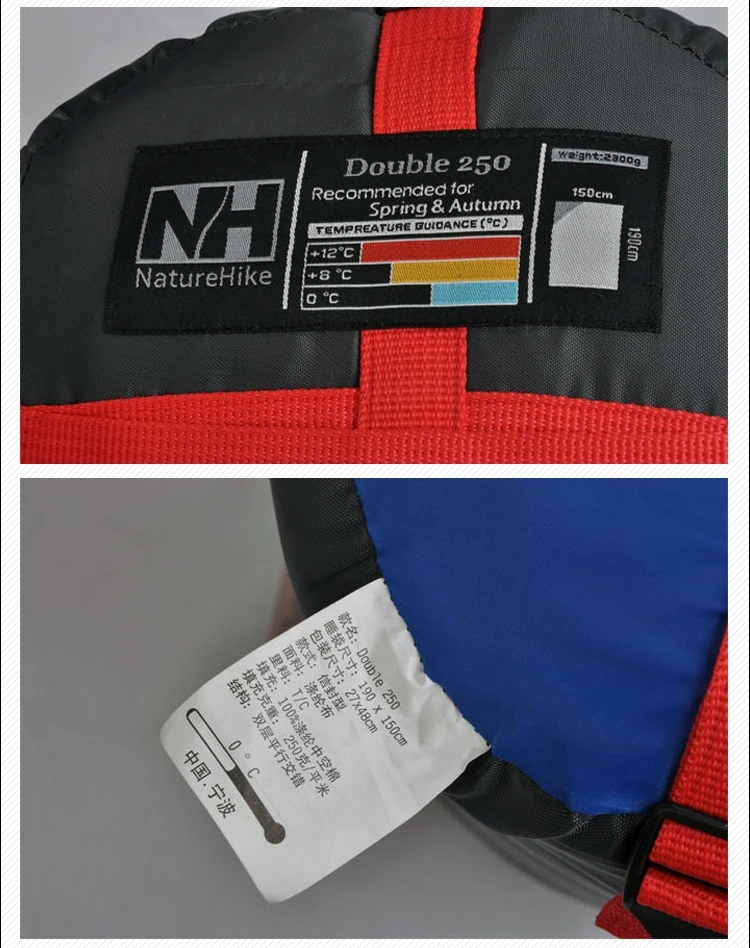 NH
NatureHike
Double 250
Recommended for
Spring & Autumn
TEMPREATURE GUIDANCE (°C)
+12°C
+8 °C
0 °C
Weight:2300g
150cm
190cm
款名: Double 250
睡袋尺寸: 190 X 150cm
包装尺寸: 27x48cm
款式: 信封型
面料: 涤纶布
里料: T/C
填充: 100%涤纶中空棉
填充克重: 250克/平米
结构: 双层平行交错
0 °C
中国.宁波